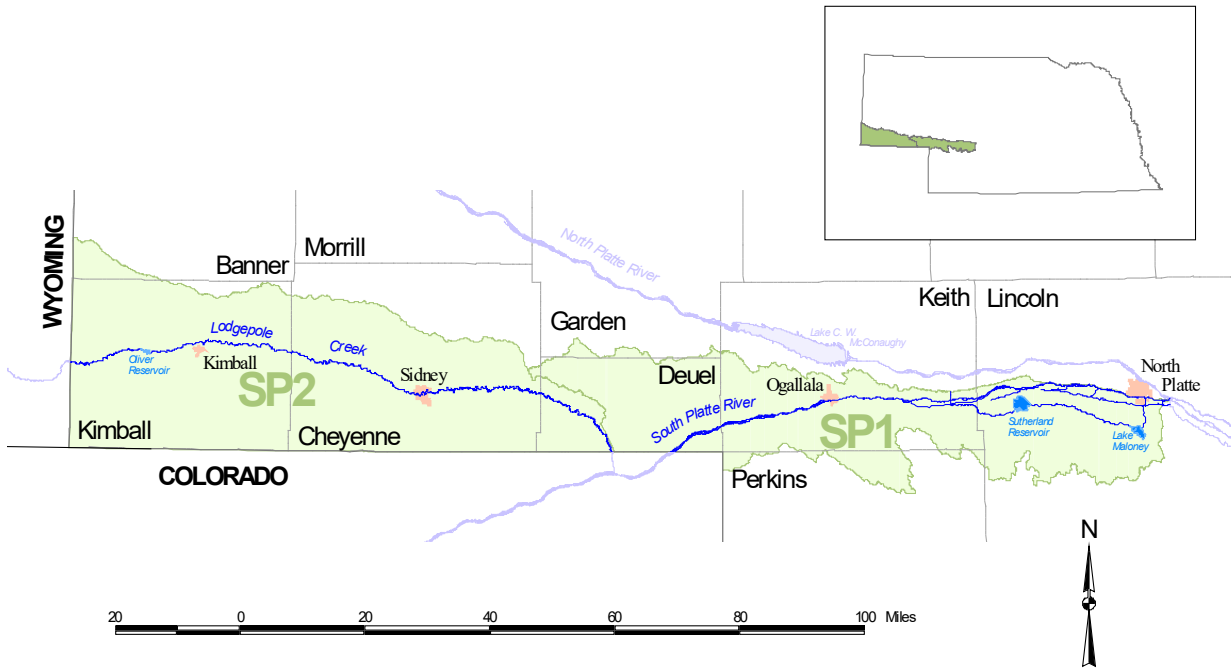 WYOMING
Banner
Morrill
North Platte River
Garden
Keith
Lincoln
Lake C. W.
McConaughy
Lodgepole
Creek
Oliver
Reservoir
Kimball
Sidney
Deuel
Ogallala
North
Platte
SP2
South Platte River
SP1
Sutherland
Reservoir
Lake
Maloney
Kimball
Cheyenne
COLORADO
Perkins
N
20 0 20 40 60 80 100 Miles